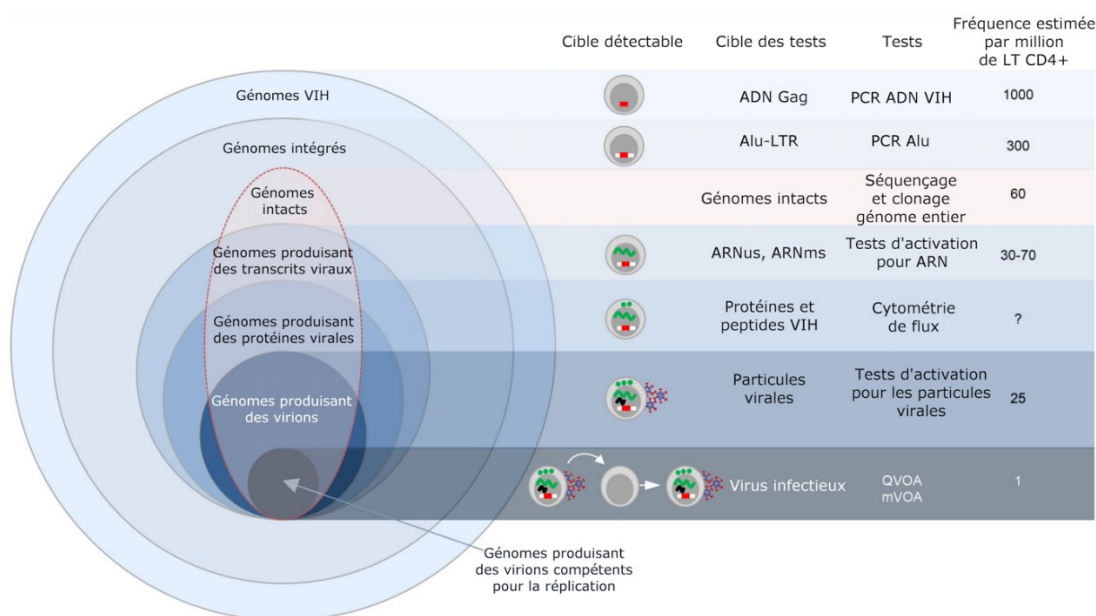 Fréquence estimée
par million
de LT CD4+
Cible détectable
Cible des tests
Tests
Génomes VIH
ADN Gag
PCR ADN VIH
1000
Génomes intégrés
Alu-LTR
PCR Alu
300
Génomes
intacts
Génomes intacts
Séquençage
et clonage
génome entier
60
Génomes produisant
des transcrits viraux
ARNus, ARNms
Tests d'activation
pour ARN
30-70
Génomes produisant
des protéines virales
Protéines et
peptides VIH
Cytométrie
de flux
?
Génomes produisant
des virions
Particules
virales
Tests d'activation
pour les particules
virales
25
Virus infectieux
QVOA
mVOA
1
Génomes produisant
des virions compétents
pour la réplication